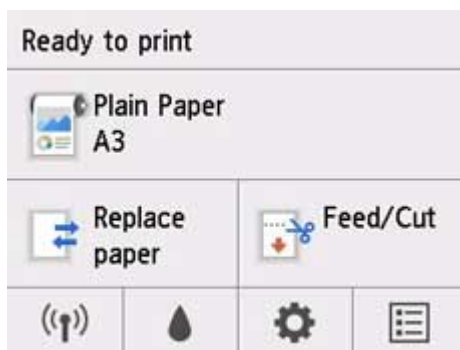 Ready to print
Plain Paper
A3
Replace
paper
Feed/Cut